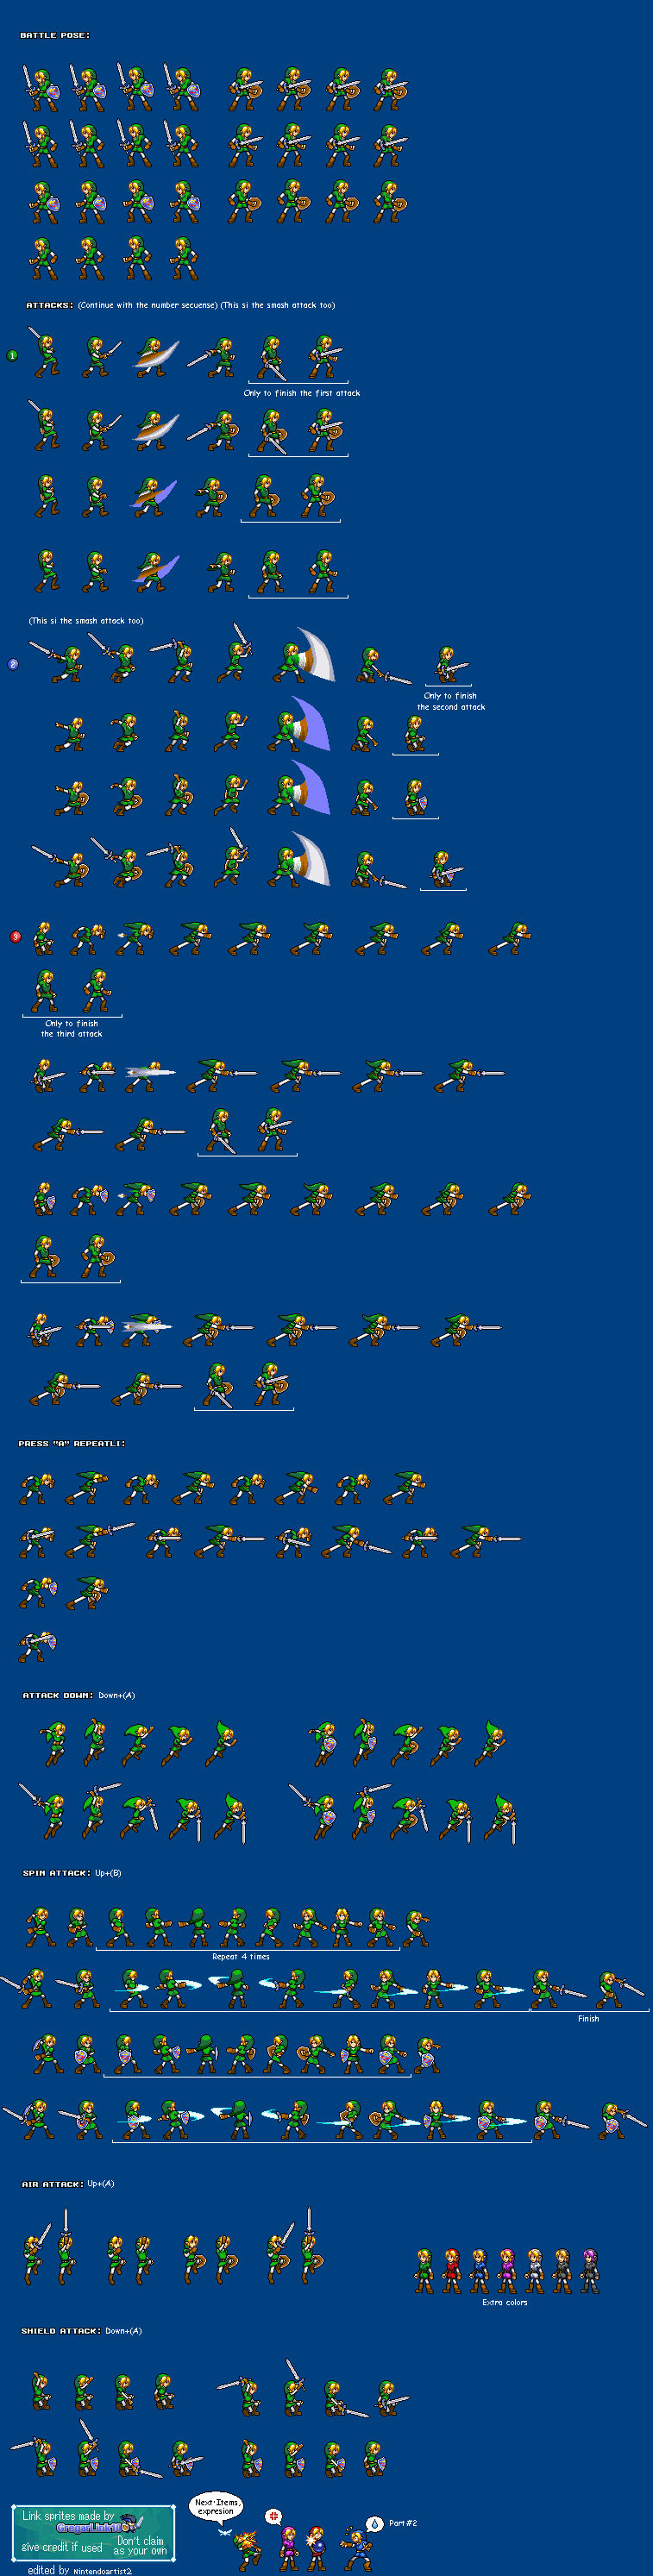 BATTLE POSE:
ATTACKS: (Continue with the number secuense) (This si the smash attack too)
1
Only to finish the first attack
(This si the smash attack too)
2
Only to finish
the second attack
3
Only to finish
the third attack
PRESS "A" REPEATLI:
ATTACK DOWN: Down+(A)
SPIN ATTACK: Up+(B)
Repeat 4 times
Finish
AIR ATTACK: Up+(A)
Extra colors
SHIELD ATTACK: Down+(A)
Next:Items,
expresion
Part#2
Link sprites made by
give credit if used
Don't claim
as your own
edited by Nintendoartist2